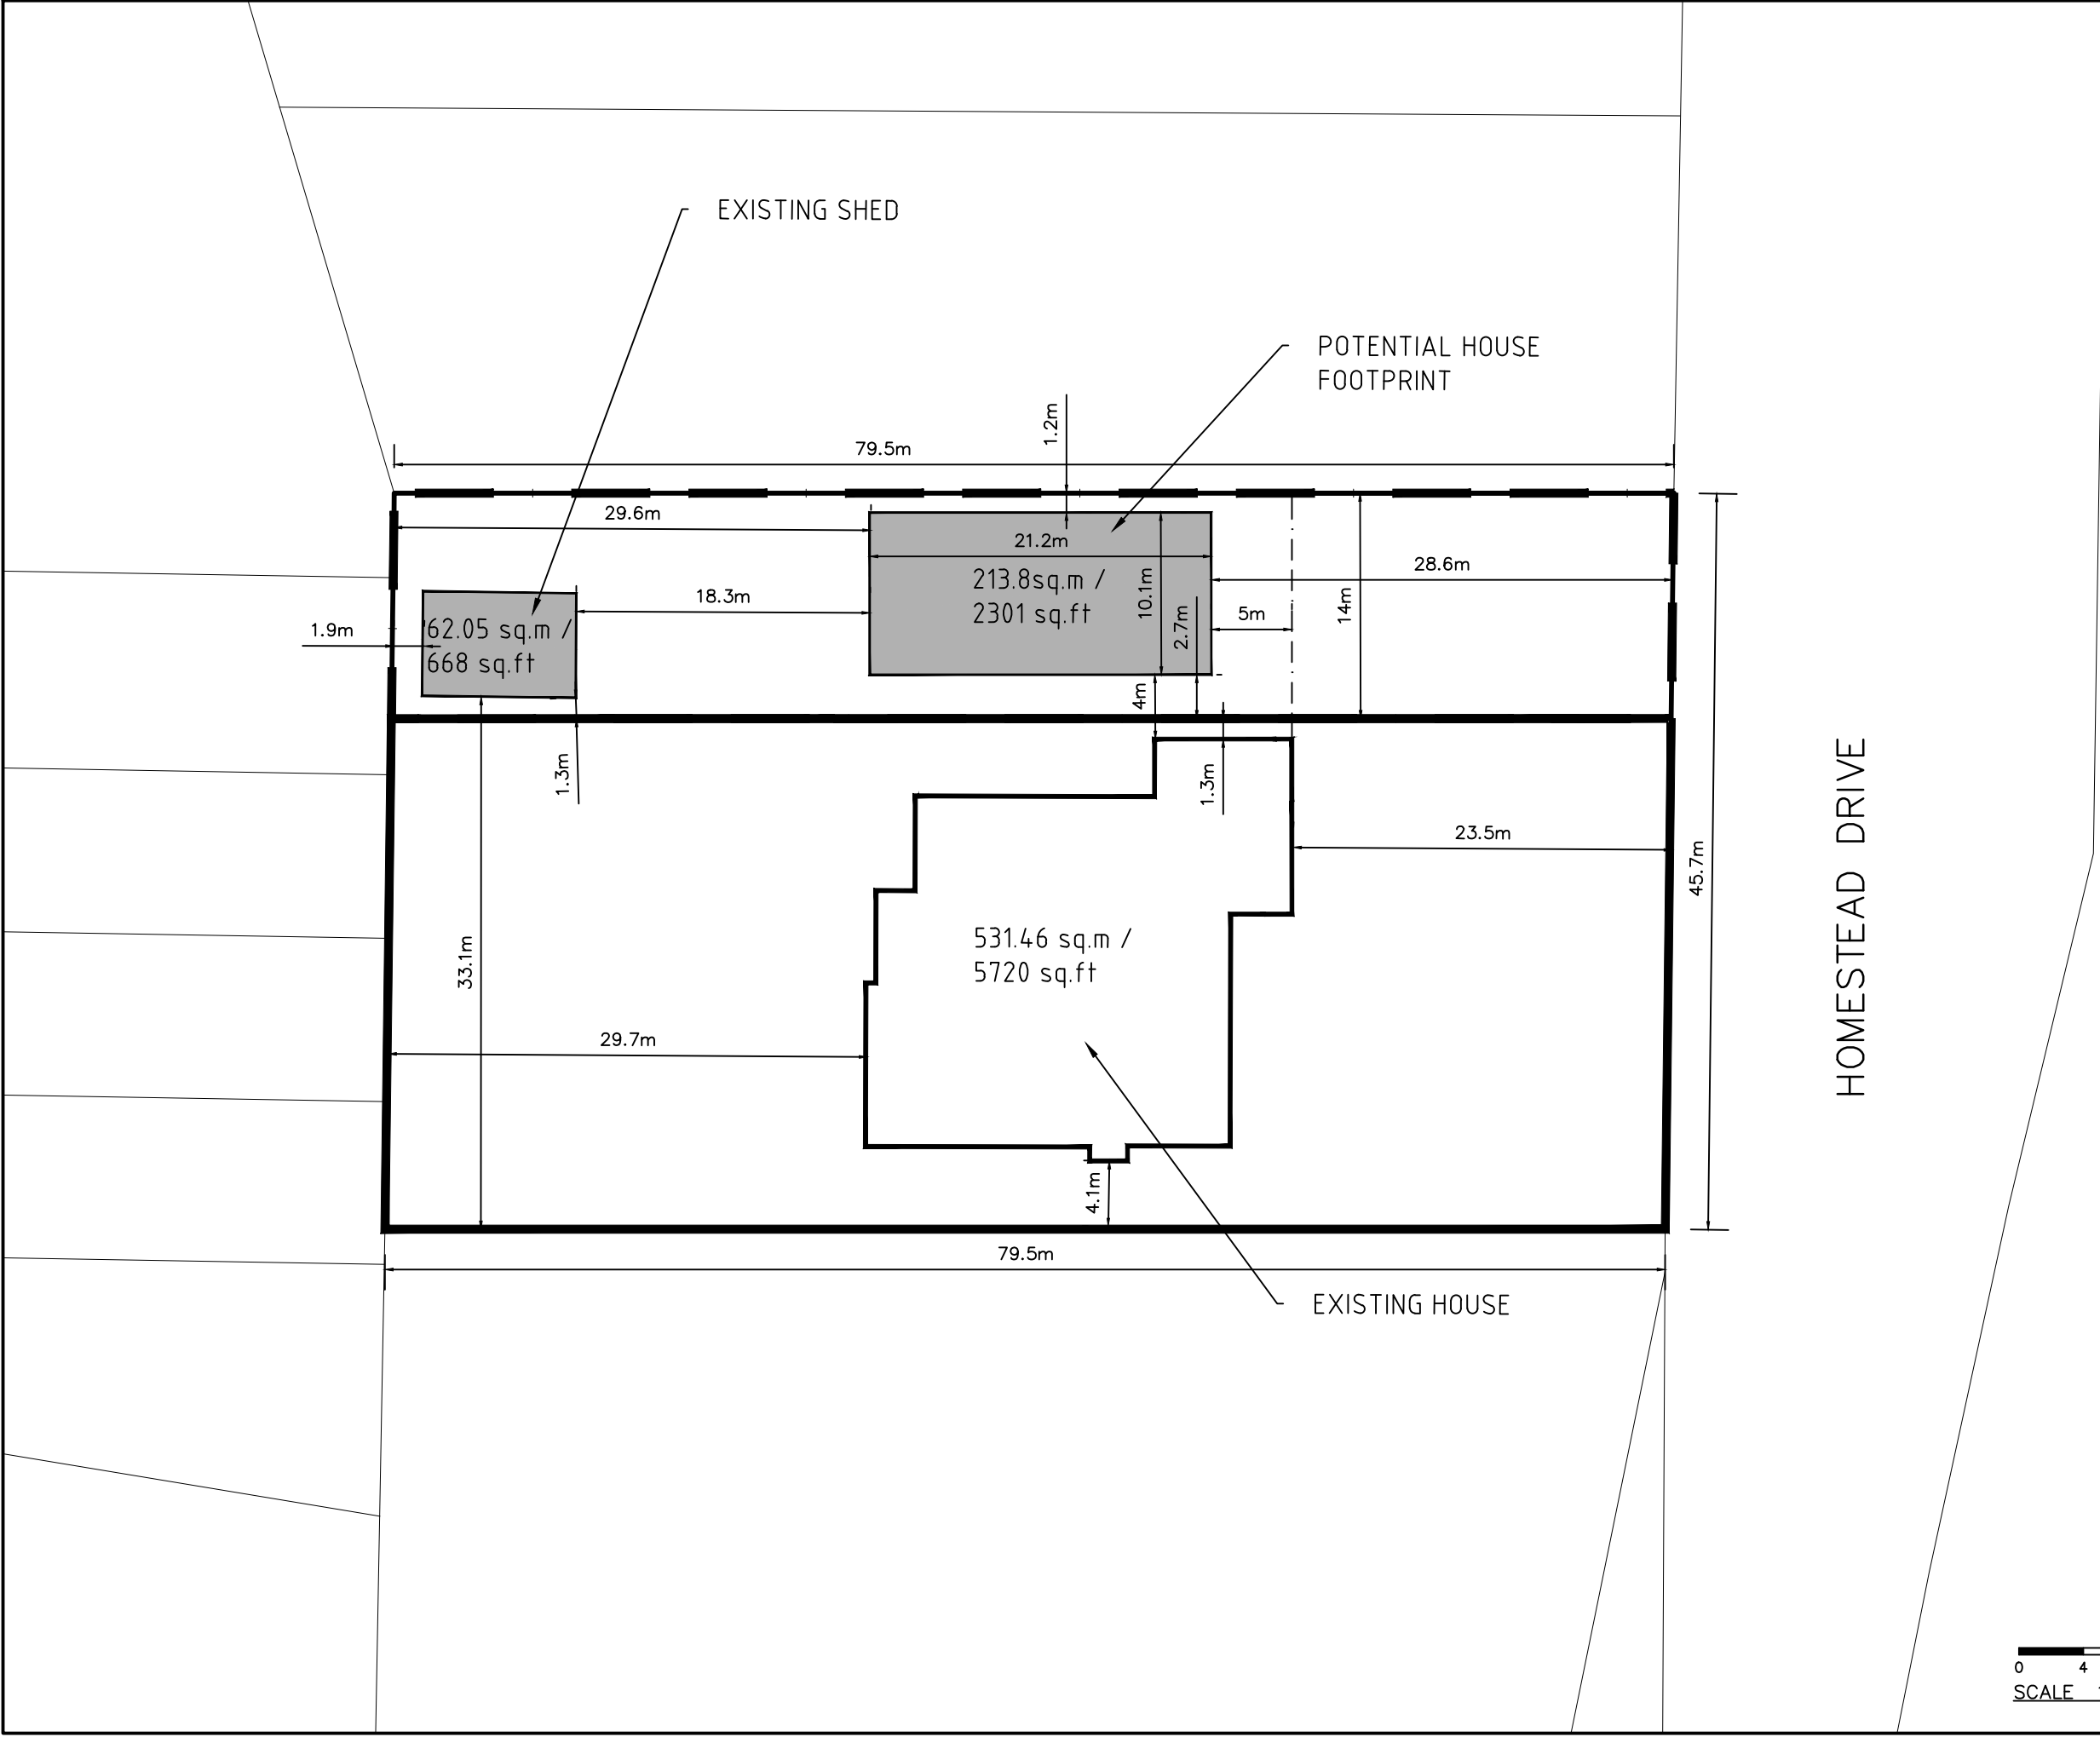 EXISTING SHED
POTENTIAL HOUSE
FOOTPRINT
1.2m
79.5m
29.6m
21.2m
213.8sq.m /
2301 sq.ft
10.1m
28.6m
18.3m
14m
5m
2.7m
1.9m
62.05 sq.m /
668 sq.ft
4m
1.3m
1.3m
23.5m
45.7m
HOMESTEAD DRIVE
531.46 sq.m /
5720 sq.ft
33.1m
29.7m
4.1m
79.5m
EXISTING HOUSE
0 4
SCALE